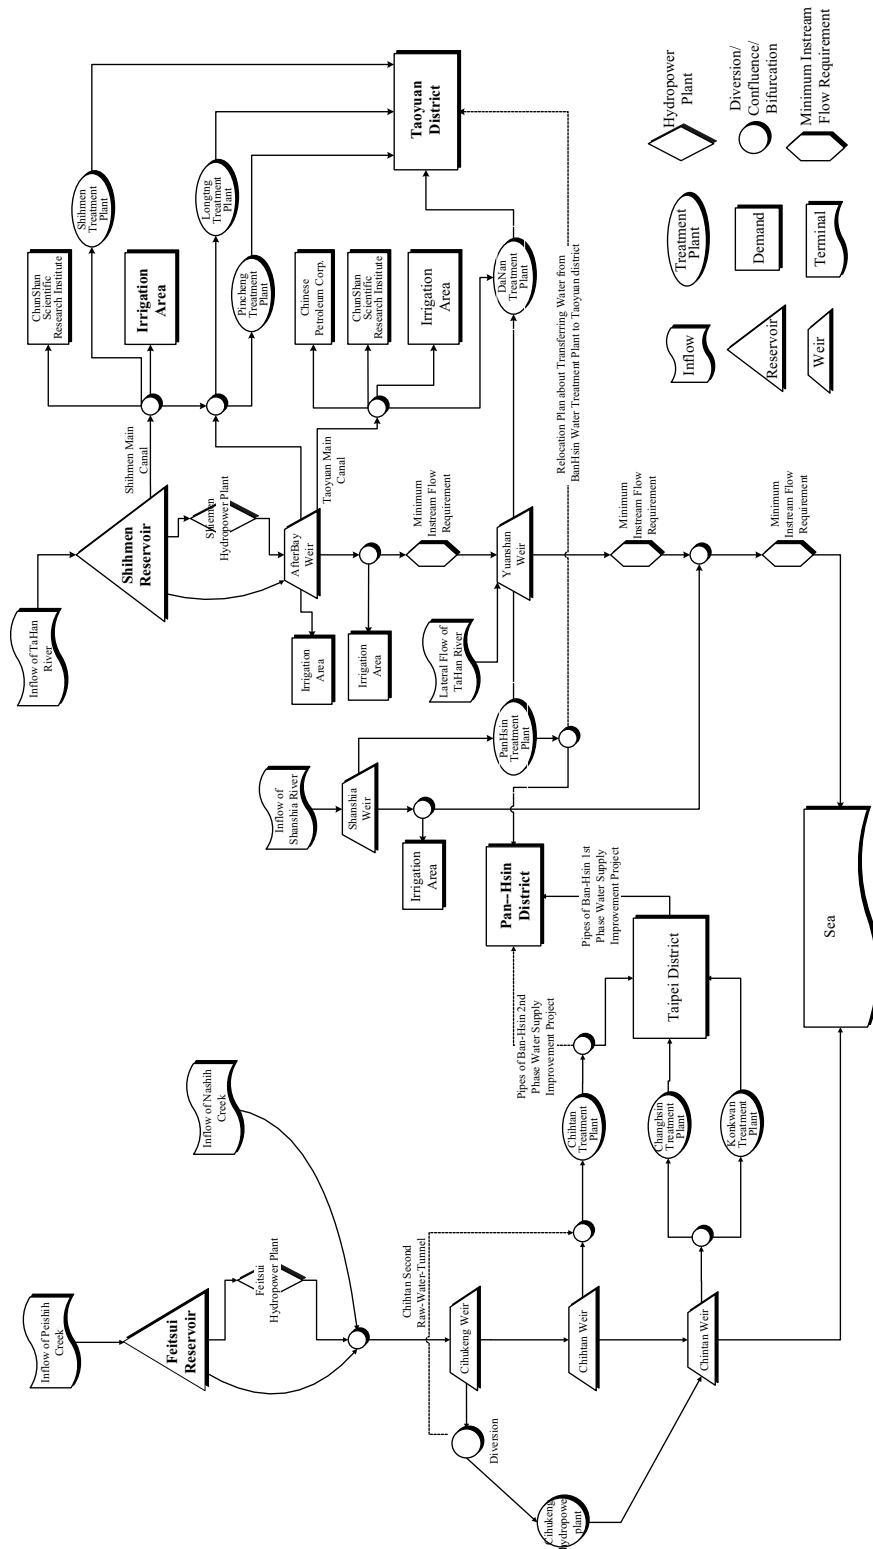 Inflow of Peishih
Creek
Feitsui
Reservoir
Feitsui
Hydropower Plant
Inflow of Nashih
Creek
Cihukeng Weir
Diversion
Cihukeng
hydropower
plant
Chihtan Second
Raw-Water-Tunnel
Chihtan Weir
Chintan Weir
Chihtan
Treatment
Plant
Changhsin
Treatment
Plant
Konkwan
Treatment
Plant
Pipes of Ban-Hsin 2nd
Phase Water Supply
Improvement Project
Taipei District
Pipes of Ban-Hsin 1st
Phase Water Supply
Improvement Project
Pan-Hsin
District
Sea
Inflow of
Shanshia River
Shanshia
Weir
Irrigation
Area
PanHsin
Treatment
Plant
Inflow of TaHan
River
Shihmen
Reservoir
Shiemen
Hydropower Plant
AfterBay
Weir
Irrigation
Area
Irrigation
Area
Minimum
Instream Flow
Requirement
Lateral Flow of
TaHan River
Yuanshan
Weir
Minimum
Instream Flow
Requirement
Minimum
Instream Flow
Requirement
Shihmen Main
Canal
Taoyuan Main
Canal
ChunShan
Scientific
Research Institute
Irrigation
Area
Shihmen
Treatment
Plant
Longtng
Treatment
Plant
Pincheng
Treatment
Plant
Chinese
Petroleum Corp.
ChunShan
Scientific
Research Institute
Irrigation
Area
DaNan
Treatment
Plant
Taoyuan
District
Relocation Plan about Transferring Water from
BanHsin Water Treatment Plant to Taoyuan district
Inflow
Reservoir
Weir
Treatment
Plant
Demand
Terminal
Hydropower
Plant
Diversion/
Confluence/
Bifurcation
Minimum Instream
Flow Requirement